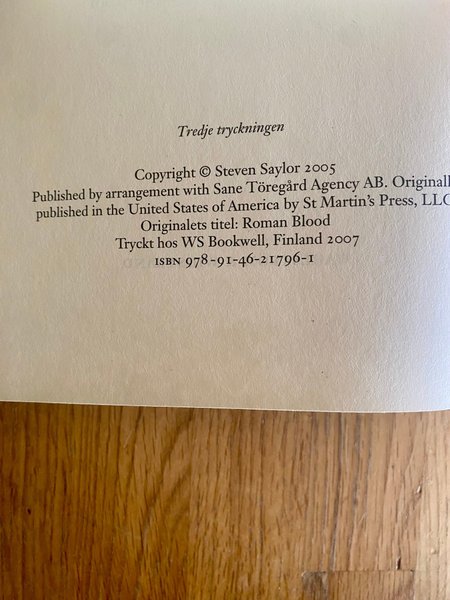 Tredje tryckningen
Copyright © Steven Saylor 2005
Published by arrangement with Sane Töregård Agency AB. Originall
published in the United States of America by St Martin's Press, LLC
Originalets titel: Roman Blood
Tryckt hos WS Bookwell, Finland 2007
ISBN 978-91-46-21796-1